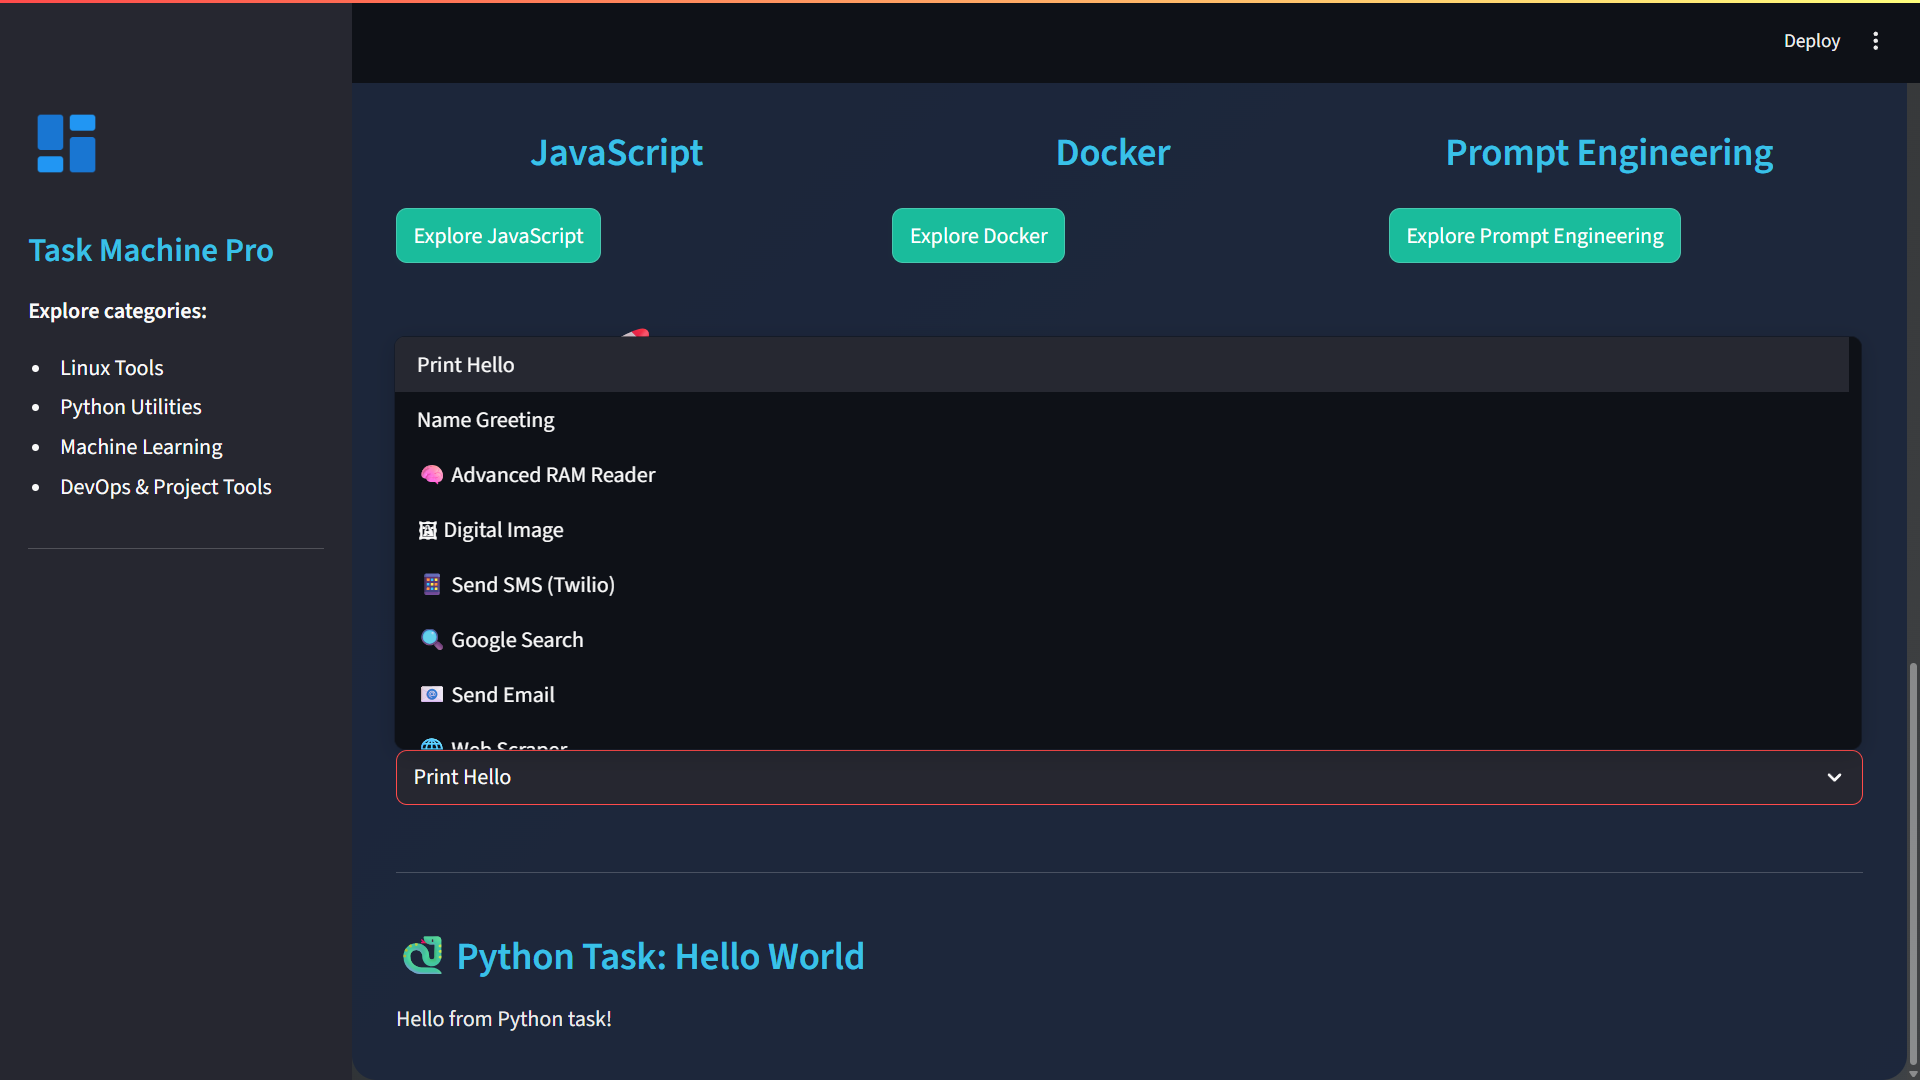 Deploy
Task Machine Pro
Explore categories:
Linux Tools
Python Utilities
Machine Learning
DevOps & Project Tools
JavaScript
Docker
Prompt Engineering
Explore JavaScript
Explore Docker
Explore Prompt Engineering
Print Hello
Name Greeting
Advanced RAM Reader
Digital Image
Send SMS (Twilio)
Google Search
Send Email
Web Scraper
Print Hello
Python Task: Hello World
Hello from Python task!